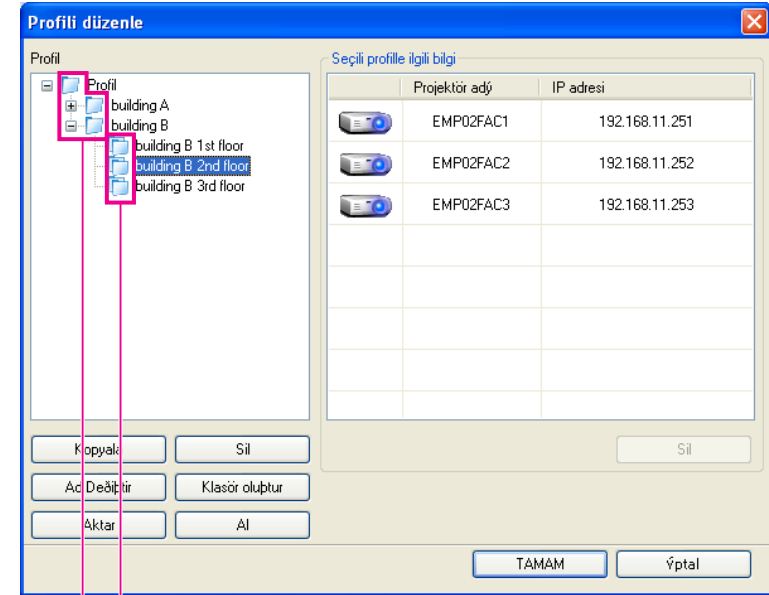 Profili düzenle
Profil
Seçili profille ilgili bilgi
Profil
building A
building B
building B 1st floor
building B 2nd floor
building B 3rd floor
Projektör adý IP adresi
EMP02FAC1 192.168.11.251
EMP02FAC2 192.168.11.252
EMP02FAC3 192.168.11.253
Kopyala Sil Sil
Ad Deðiþtir Klasör oluþtur
Aktar Al
TAMAM ýptal